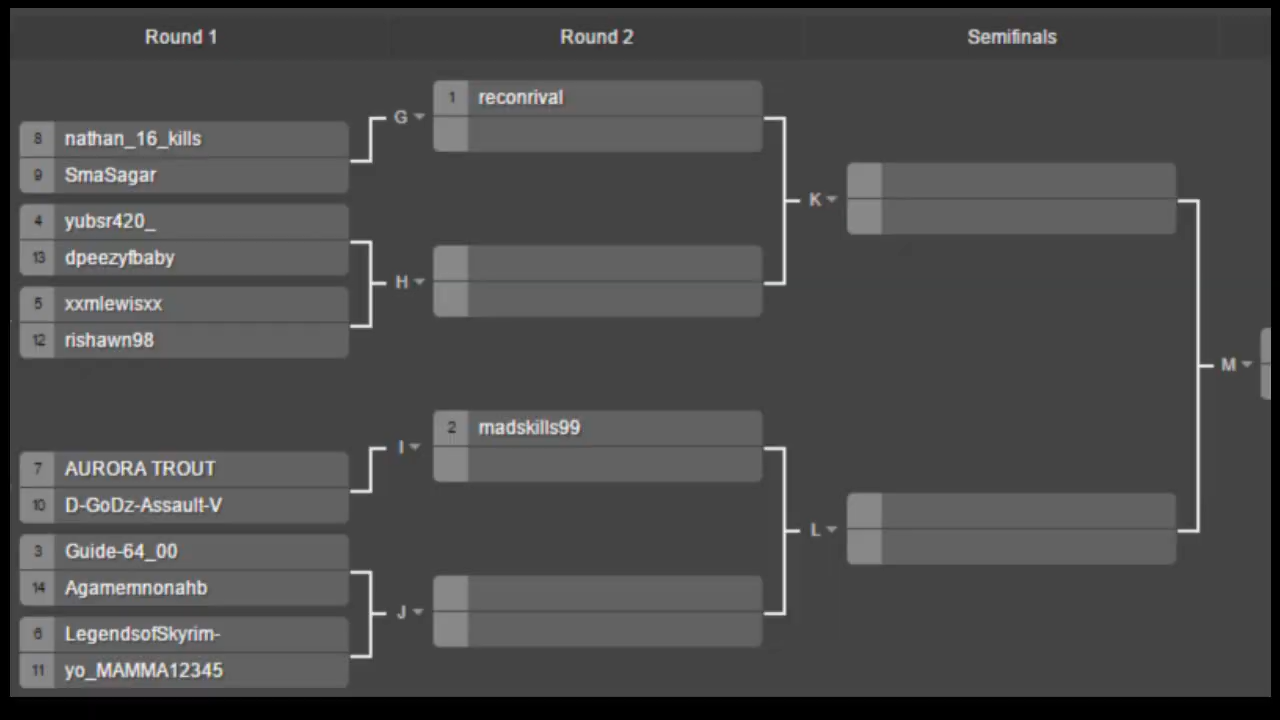 Round 1
Round 2
Semifinals
1 reconrival
G
8 nathan_16_kills
9 SmaSagar
K
4 yubsr420_
13 dpeezyfbaby
H
5 xxmlewisxx
12 rishawn98
M
2 madskills99
I
7 AURORA TROUT
10 D-GoDz-Assault-V
L
3 Guide-64_00
14 Agamemnonahb
J
6 LegendsofSkyrim-
11 yo_MAMMA12345